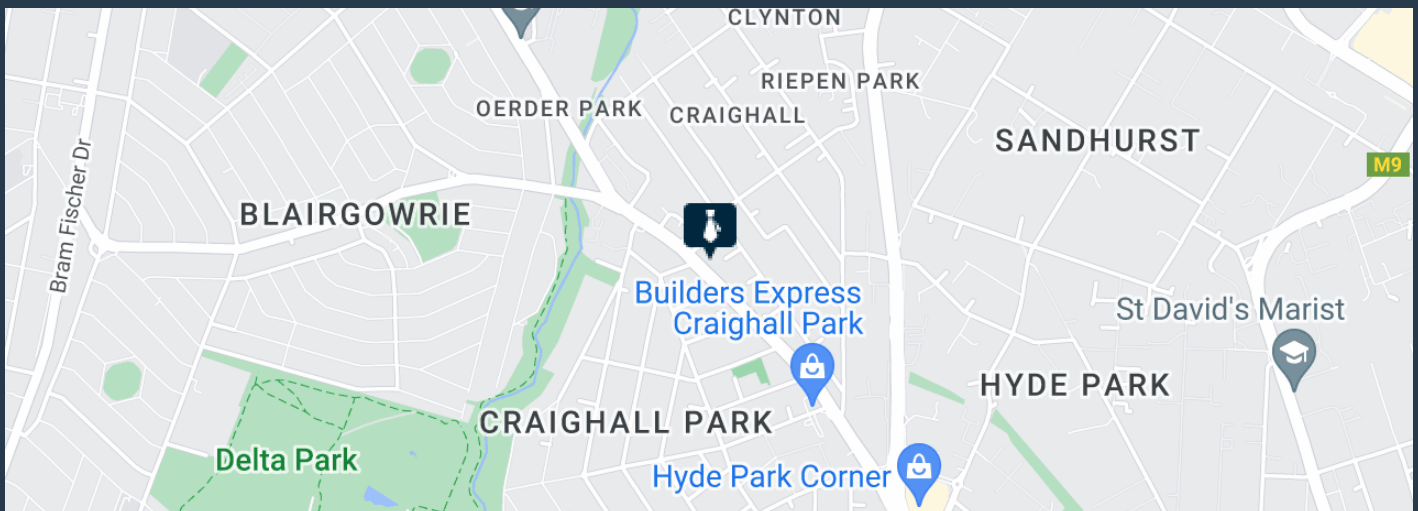 CLYNTON
RIEPEN PARK
OERDER PARK
CRAIGHALL
SANDHURST
M9
Bram Fischer Dr
BLAIRGOWRIE
Builders Express
Craighall Park
St David's Marist
HYDE PARK
CRAIGHALL PARK
Delta Park
Hyde Park Corner